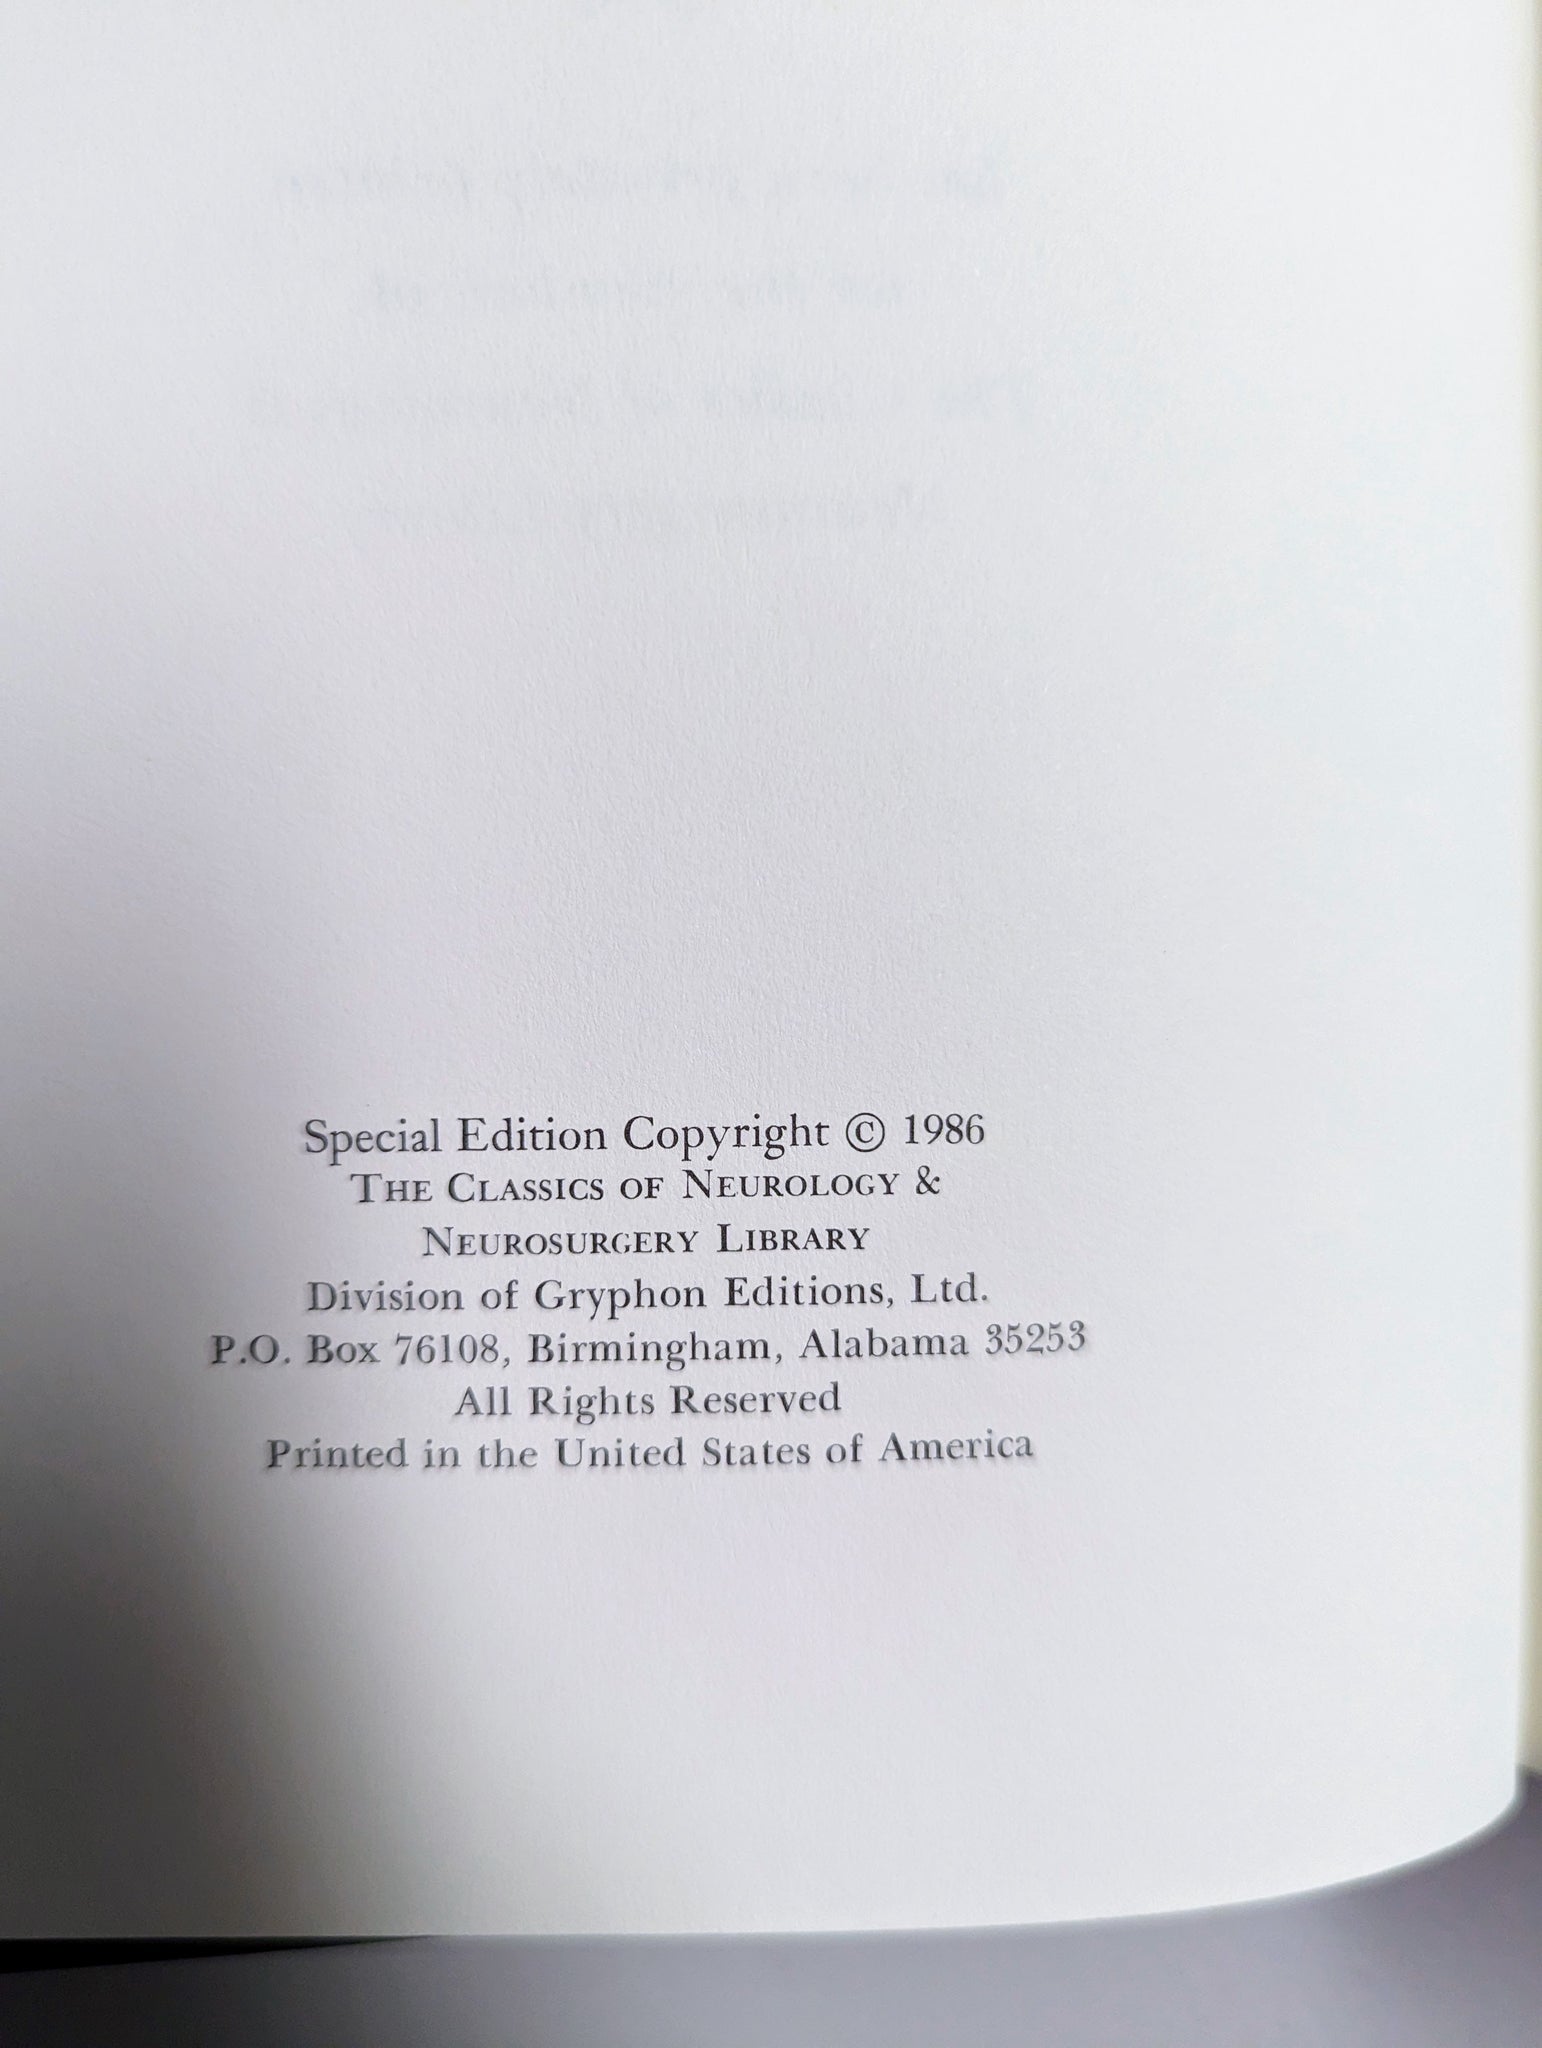 Special Edition Copyright © 1986
THE CLASSICS OF NEUROLOGY &
NEUROSURGERY LIBRARY
Division of Gryphon Editions, Ltd.
P.O. Box 76108, Birmingham, Alabama 35253
All Rights Reserved
Printed in the United States of America